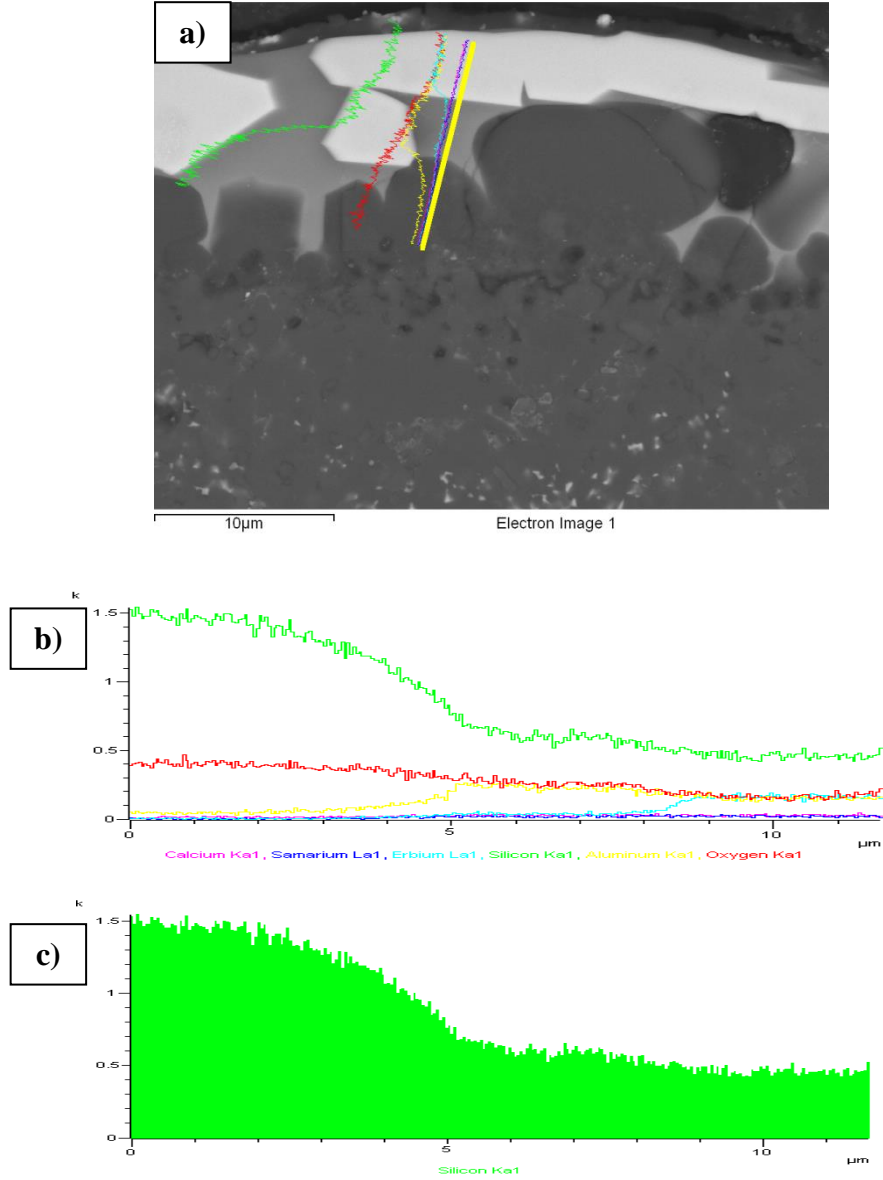 a)
10µm
Electron Image 1
b)
k
1.5
1
0.5
0
0 5 10
µm
Calcium Ka1, Samarium La1, Erbium La1, Silicon Ka1, Aluminum Ka1, Oxygen Ka1
c)
k
1.5
1
0.5
0
0 5 10
µm
Silicon Ka1